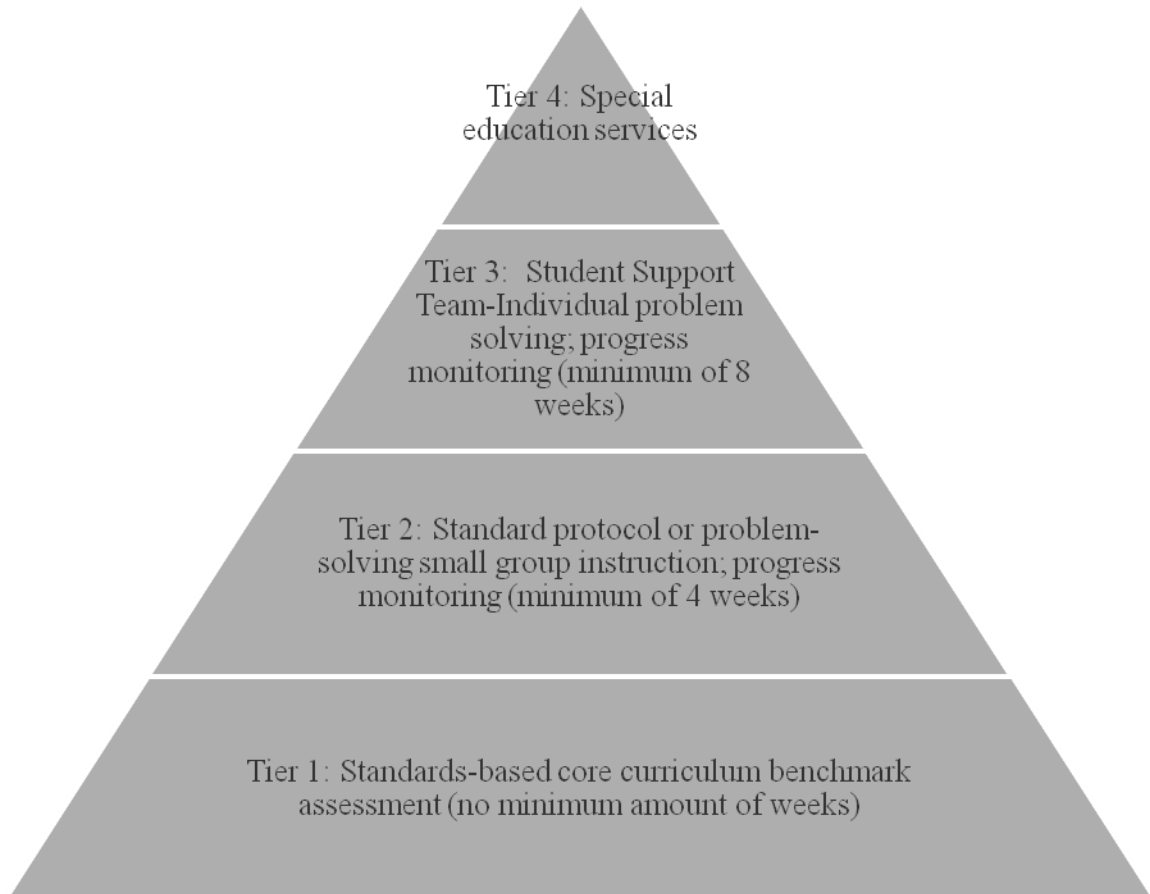 Tier 4: Special
education services
Tier 3:  Student Support
Team-Individual problem
solving; progress
monitoring (minimum of 8
weeks)
Tier 2: Standard protocol or problem-
solving small group instruction; progress
monitoring (minimum of 4 weeks)
Tier 1: Standards-based core curriculum benchmark
assessment (no minimum amount of weeks)